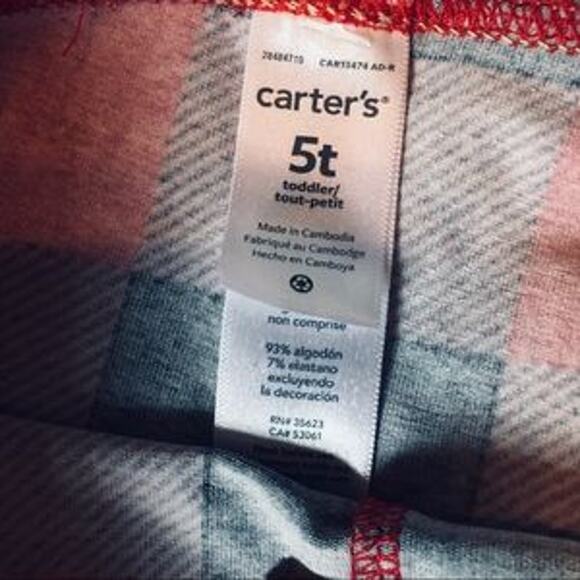 28484710 CAR13474 AD-R
carter's®
5t
toddler/
tout-petit
Made in Cambodia
Fabriqué au Cambodge
Hecho en Camboya
non comprise
93% algodón
7% elastano
excluyendo
la decoración
RN# 35623
CA# 53061